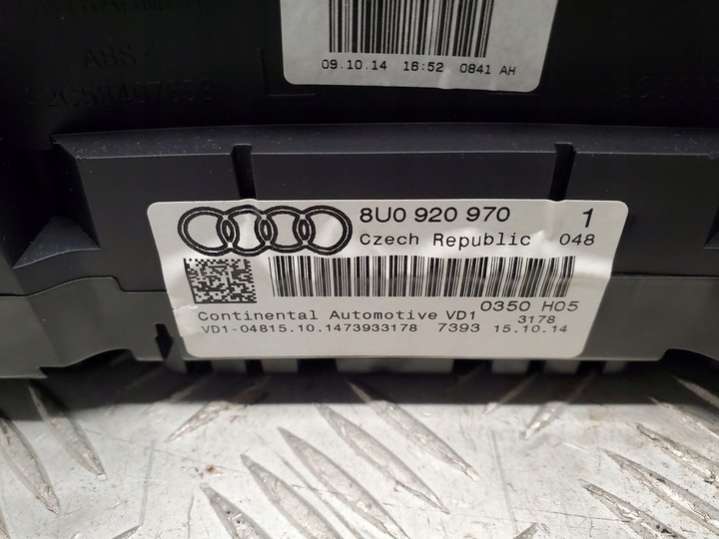 09.10.14 16:52 0841 AH
ABS
8U0 920 970 1
Czech Republic 048
0350 H05
Continental Automotive VD1 3178
VD1-04815.10.1473933178 7393 15.10.14